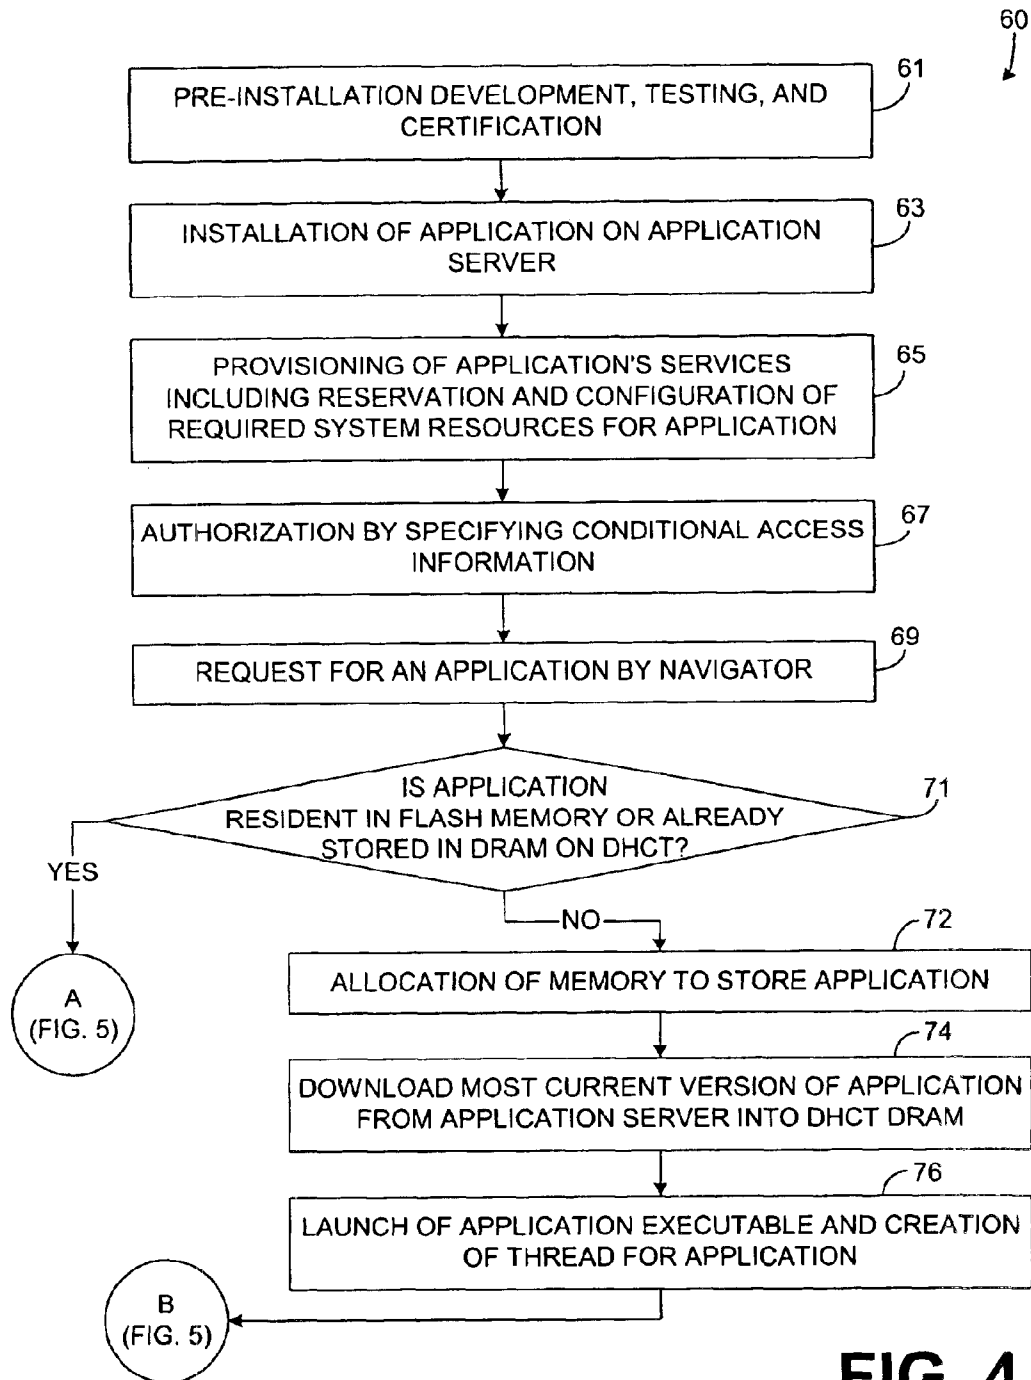 60
61
PRE-INSTALLATION DEVELOPMENT, TESTING, AND
CERTIFICATION
63
INSTALLATION OF APPLICATION ON APPLICATION
SERVER
65
PROVISIONING OF APPLICATION'S SERVICES
INCLUDING RESERVATION AND CONFIGURATION OF
REQUIRED SYSTEM RESOURCES FOR APPLICATION
67
AUTHORIZATION BY SPECIFYING CONDITIONAL ACCESS
INFORMATION
69
REQUEST FOR AN APPLICATION BY NAVIGATOR
71
IS APPLICATION
RESIDENT IN FLASH MEMORY OR ALREADY
STORED IN DRAM ON DHCT?
YES
NO
A
(FIG. 5)
72
ALLOCATION OF MEMORY TO STORE APPLICATION
74
DOWNLOAD MOST CURRENT VERSION OF APPLICATION
FROM APPLICATION SERVER INTO DHCT DRAM
76
LAUNCH OF APPLICATION EXECUTABLE AND CREATION
OF THREAD FOR APPLICATION
B
(FIG. 5)
FIG. 4